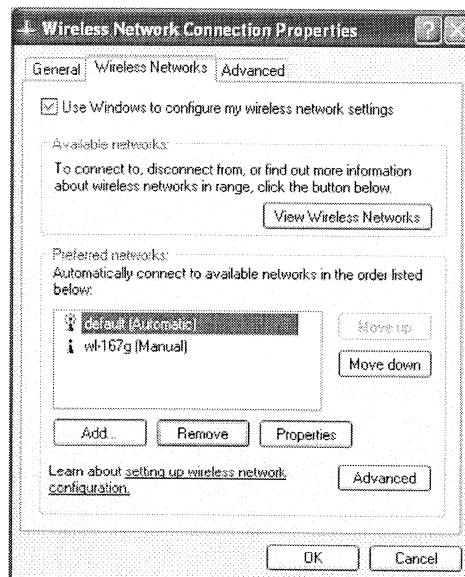 Wireless Network Connection Properties
General Wireless Networks Advanced
Use Windows to configure my wireless network settings
Available networks:
To connect to, disconnect from, or find out more information
about wireless networks in range, click the button below.
View Wireless Networks
Preferred networks:
Automatically connect to available networks in the order listed
below:
default (Automatic)
Move up
wl-167g (Manual)
Move down
Add... Remove Properties
Learn about setting up wireless network
configuration.
Advanced
OK Cancel